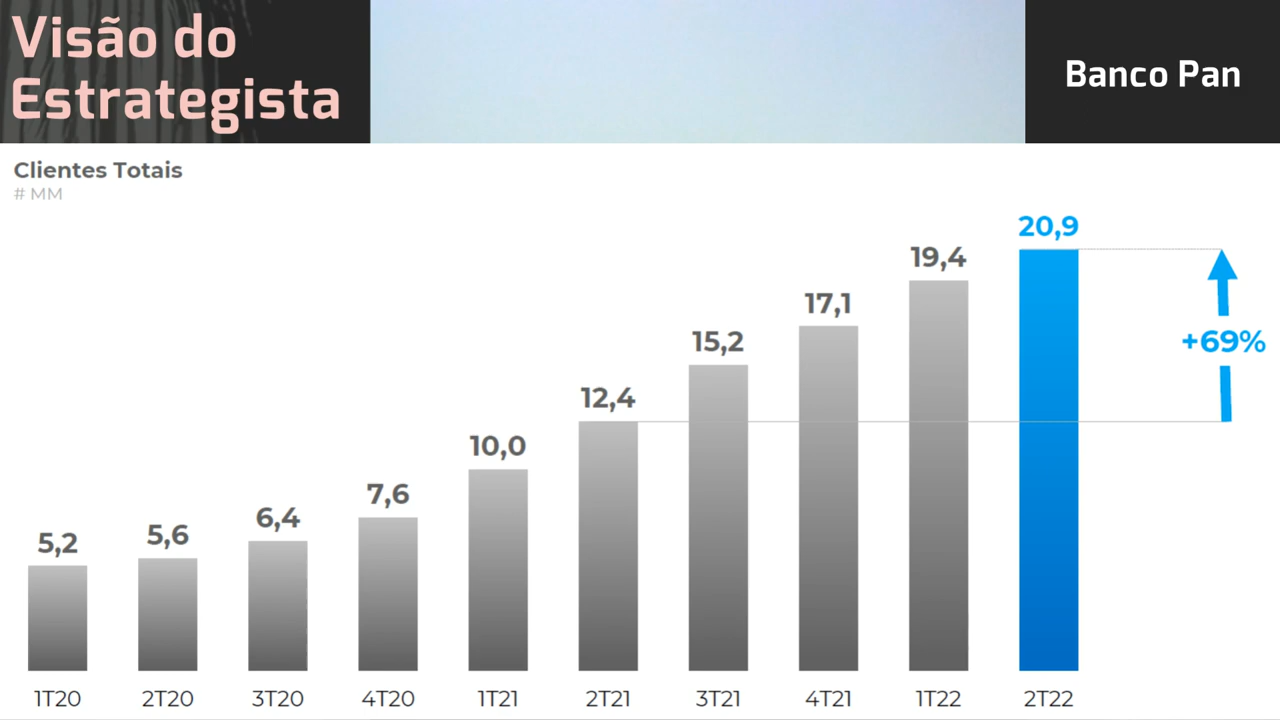 Visão do
Estrategista
Banco Pan
Clientes Totais
# MM
5,2
5,6
6,4
7,6
10,0
12,4
15,2
17,1
19,4
20,9
+69%
1T20
2T20
3T20
4T20
1T21
2T21
3T21
4T21
1T22
2T22